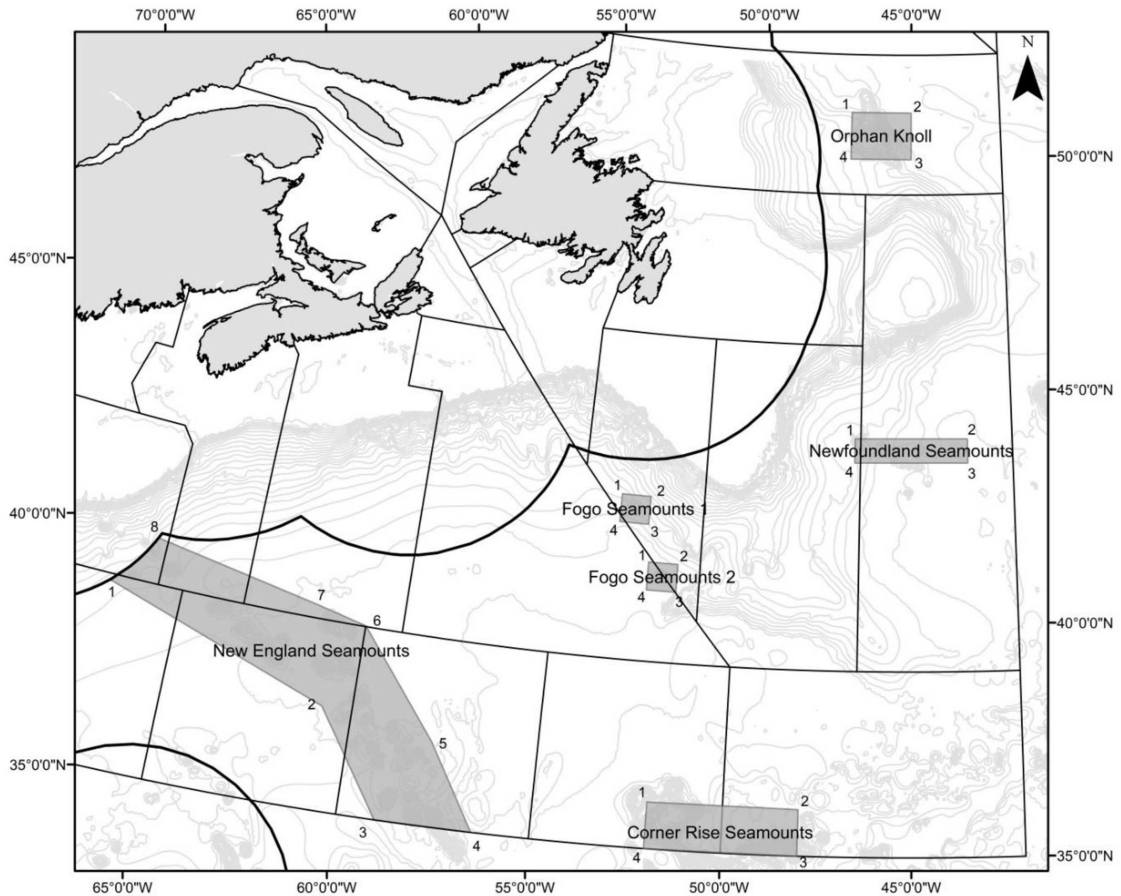 70°0'0"W 65°0'0"W 60°0'0"W 55°0'0"W 50°0'0"W 45°0'0"W
N
1 2
Orphan Knoll
4 3
50°0'0"N
45°0'0"N
45°0'0"N
1 2
Newfoundland Seamounts
4 3
1 2
Fogo Seamounts 1
4 3
40°0'0"N
8
1 2
Fogo Seamounts 2
4 3
1
7
6
40°0'0"N
New England Seamounts
2
5
35°0'0"N
1 2
Corner Rise Seamounts
3
4
4 3
35°0'0"N
65°0'0"W 60°0'0"W 55°0'0"W 50°0'0"W 45°0'0"W